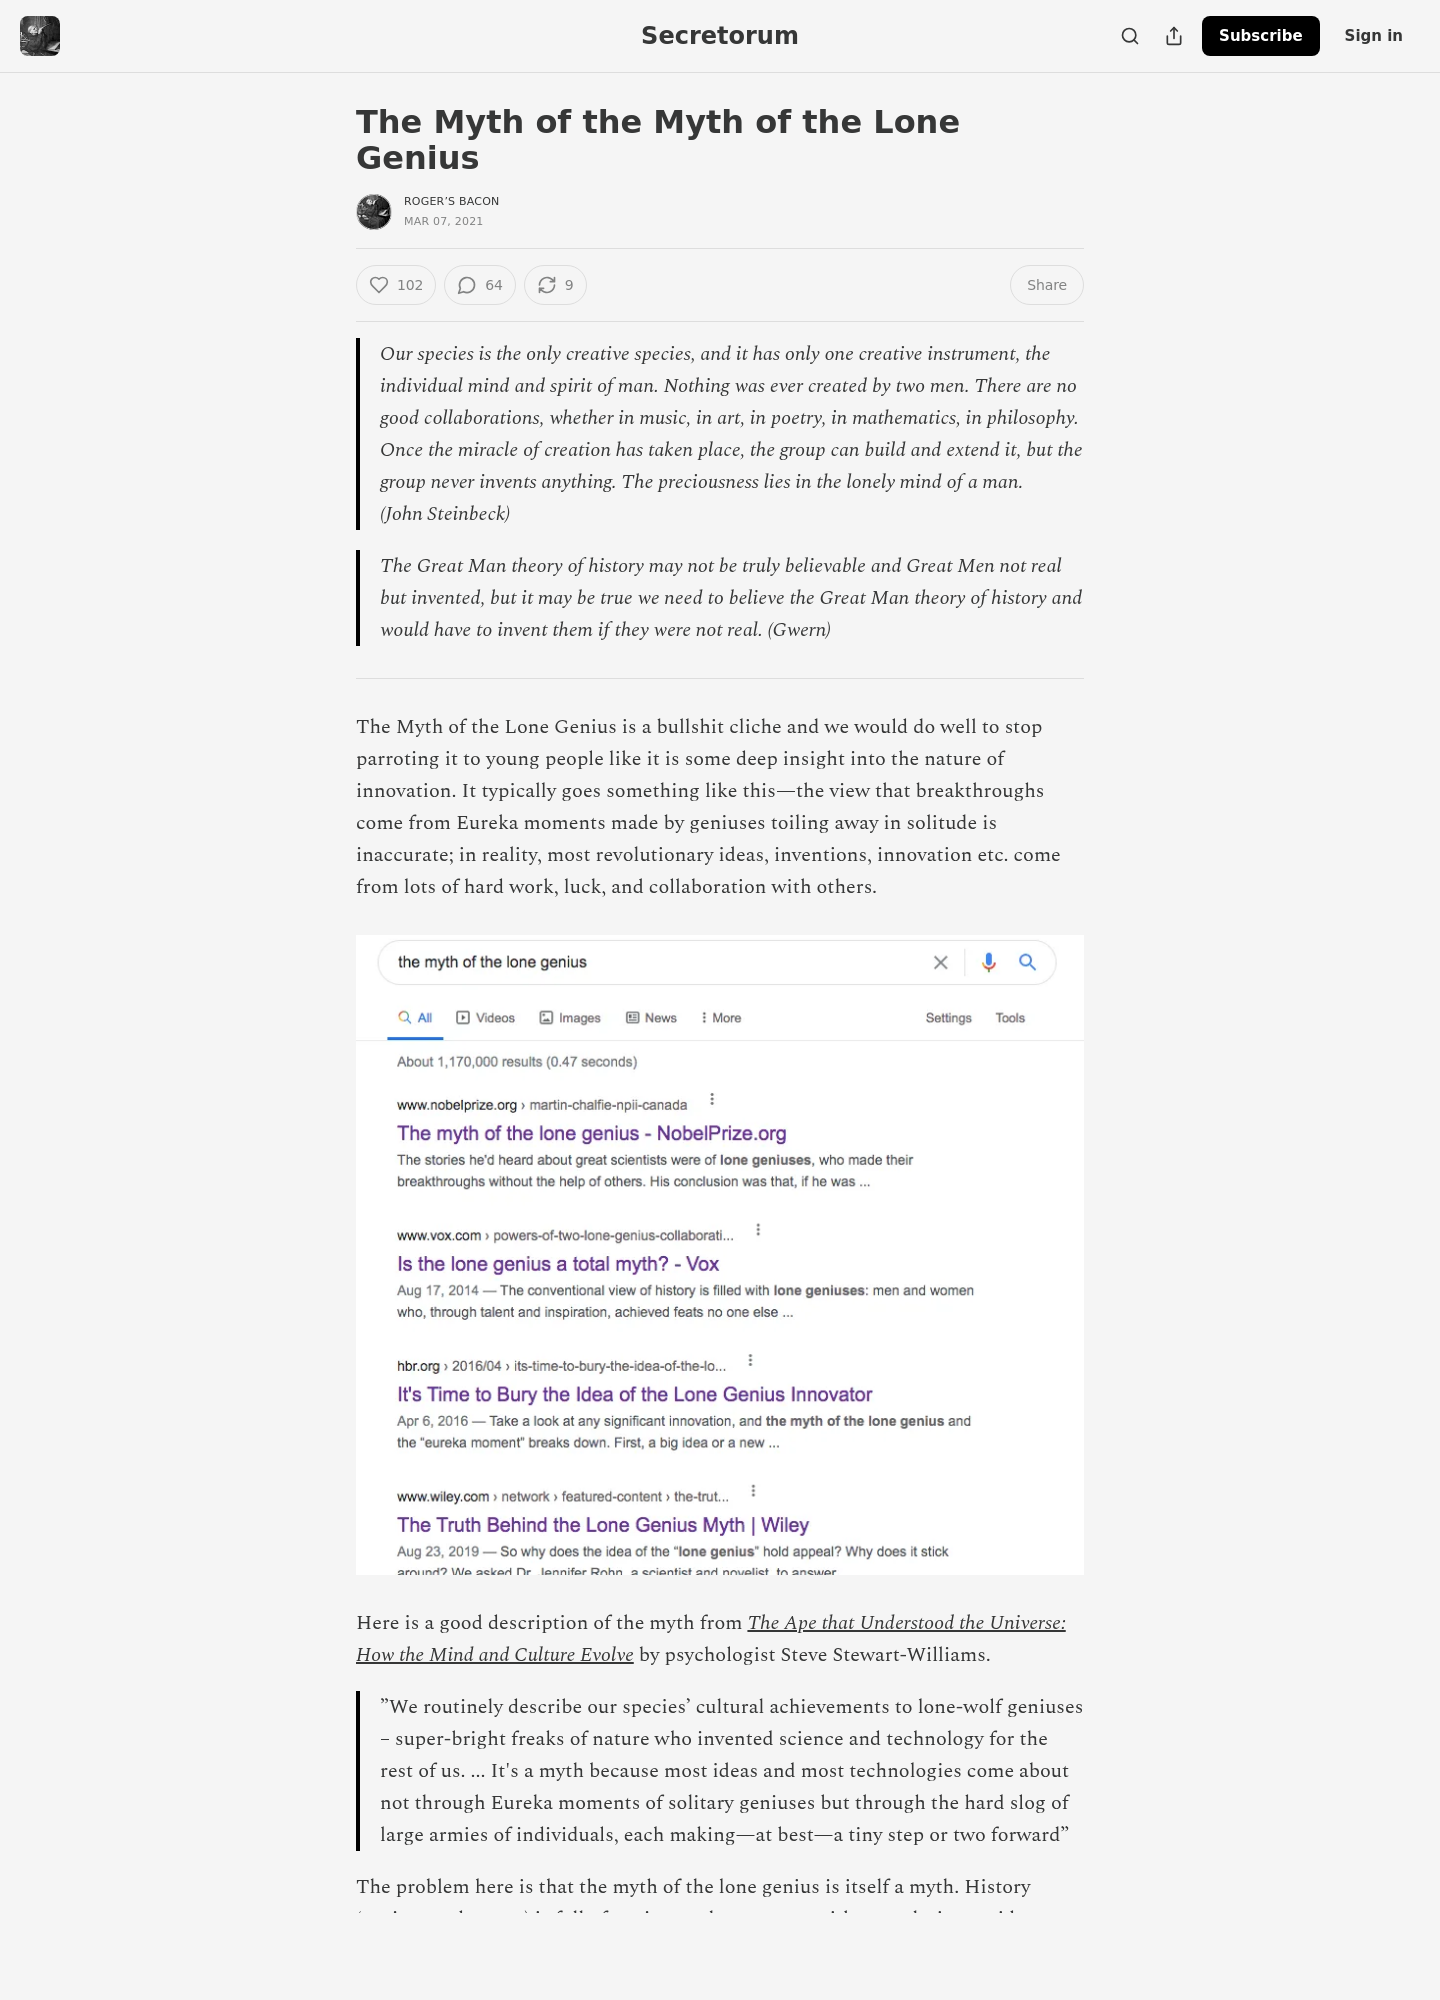 Secretorum
Subscribe
Sign in
The Myth of the Myth of the Lone
Genius
ROGER’S BACON
MAR 07, 2021
102
64
9
Share
Our species is the only creative species, and it has only one creative instrument, the
individual mind and spirit of man. Nothing was ever created by two men. There are no
good collaborations, whether in music, in art, in poetry, in mathematics, in philosophy.
Once the miracle of creation has taken place, the group can build and extend it, but the
group never invents anything. The preciousness lies in the lonely mind of a man.
(John Steinbeck)
The Great Man theory of history may not be truly believable and Great Men not real
but invented, but it may be true we need to believe the Great Man theory of history and
would have to invent them if they were not real. (Gwern)
The Myth of the Lone Genius is a bullshit cliche and we would do well to stop
parroting it to young people like it is some deep insight into the nature of
innovation. It typically goes something like this—the view that breakthroughs
come from Eureka moments made by geniuses toiling away in solitude is
inaccurate; in reality, most revolutionary ideas, inventions, innovation etc. come
from lots of hard work, luck, and collaboration with others.
the myth of the lone genius
All Videos Images News More Settings Tools
About 1,170,000 results (0.47 seconds)
www.nobelprize.org › martin-chalfie-npii-canada
The myth of the lone genius - NobelPrize.org
The stories he'd heard about great scientists were of lone geniuses, who made their
breakthroughs without the help of others. His conclusion was that, if he was ...
www.vox.com › powers-of-two-lone-genius-collaborati...
Is the lone genius a total myth? - Vox
Aug 17, 2014 — The conventional view of history is filled with lone geniuses: men and women
who, through talent and inspiration, achieved feats no one else ...
hbr.org › 2016/04 › its-time-to-bury-the-idea-of-the-lo...
It's Time to Bury the Idea of the Lone Genius Innovator
Apr 6, 2016 — Take a look at any significant innovation, and the myth of the lone genius and
the “eureka moment” breaks down. First, a big idea or a new ...
www.wiley.com › network › featured-content › the-trut...
The Truth Behind the Lone Genius Myth | Wiley
Aug 23, 2019 — So why does the idea of the “lone genius” hold appeal? Why does it stick
around? We asked Dr. Jennifer Rohn, a scientist and novelist, to answer
Here is a good description of the myth from The Ape that Understood the Universe:
How the Mind and Culture Evolve by psychologist Steve Stewart-Williams.
”We routinely describe our species’ cultural achievements to lone-wolf geniuses
– super-bright freaks of nature who invented science and technology for the
rest of us. ... It's a myth because most ideas and most technologies come about
not through Eureka moments of solitary geniuses but through the hard slog of
large armies of individuals, each making—at best—a tiny step or two forward”
The problem here is that the myth of the lone genius is itself a myth. History